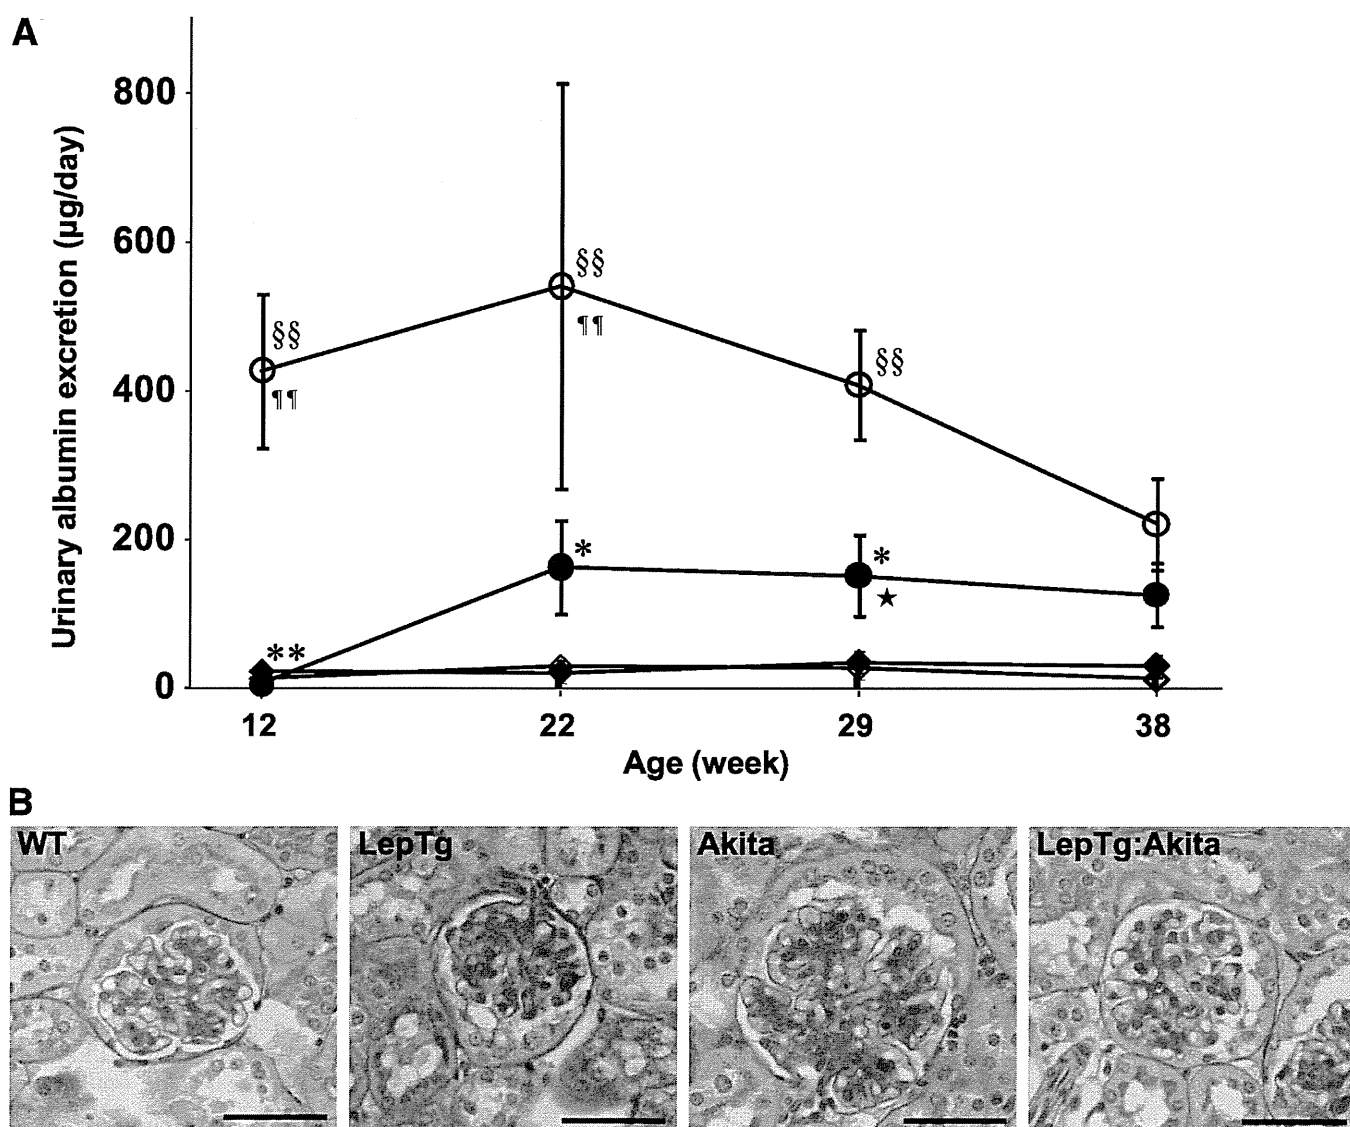 A
Urinary albumin excretion (µg/day)
800
600
400
200
0
§§
¶¶
§§
¶¶
§§
**
*
*
★
12
22
29
38
Age (week)
B
WT
LepTg
Akita
LepTg:Akita